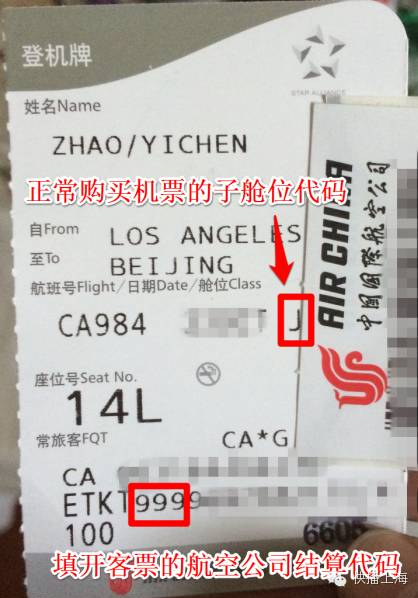 登机牌
STAR ALLIANCE
姓名Name
ZHAO/YICHEN
正常购买机票的子舱位代码
自From LOS ANGELES
至To BEIJING
航班号Flight/日期Date/舱位Class
CA984 J
座位号Seat No.
14L
常旅客FQT CA*G
CA
ETKT9999
100 6605
填开客票的航空公司结算代码
AIR CHINA
中国国際航空公司
快猫上海